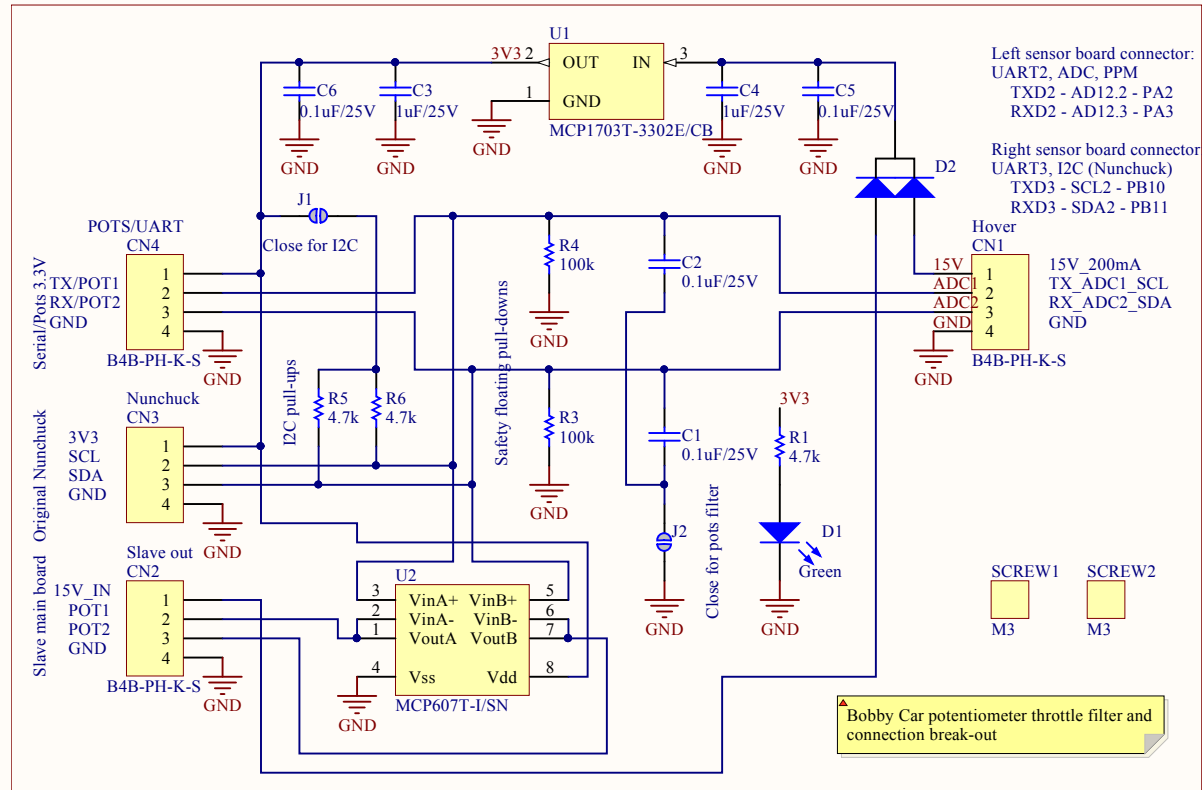 U1
3V3
2
OUT
IN
3
1
GND
MCP1703T-3302E/CB
GND
C6
0.1uF/25V
GND
C3
1uF/25V
GND
C4
1uF/25V
GND
C5
0.1uF/25V
GND
Left sensor board connector:
UART2, ADC, PPM
TXD2 - AD12.2 - PA2
RXD2 - AD12.3 - PA3
Right sensor board connector
UART3, I2C (Nunchuck)
TXD3 - SCL2 - PB10
RXD3 - SDA2 - PB11
D2
J1
Close for I2C
POTS/UART
CN4
Serial/Pots 3.3V
TX/POT1
RX/POT2
GND
1
2
3
4
B4B-PH-K-S
GND
R4
100k
GND
C2
0.1uF/25V
Hover
CN1
15V
ADC1
ADC2
GND
1
2
3
4
15V_200mA
TX_ADC1_SCL
RX_ADC2_SDA
GND
B4B-PH-K-S
GND
Safety floating pull-downs
I2C pull-ups
R5
4.7k
R6
4.7k
R3
100k
GND
C1
0.1uF/25V
3V3
R1
4.7k
Original Nunchuck
Nunchuck
CN3
3V3
SCL
SDA
GND
1
2
3
4
GND
J2
GND
Close for pots filter
D1
Green
GND
Slave main board
Slave out
CN2
15V_IN
POT1
POT2
GND
1
2
3
4
B4B-PH-K-S
GND
U2
3
VinA+
VinB+
5
2
VinA-
VinB-
6
1
VoutA
VoutB
7
4
Vss
Vdd
8
MCP607T-I/SN
GND
SCREW1
M3
SCREW2
M3
Bobby Car potentiometer throttle filter and
connection break-out